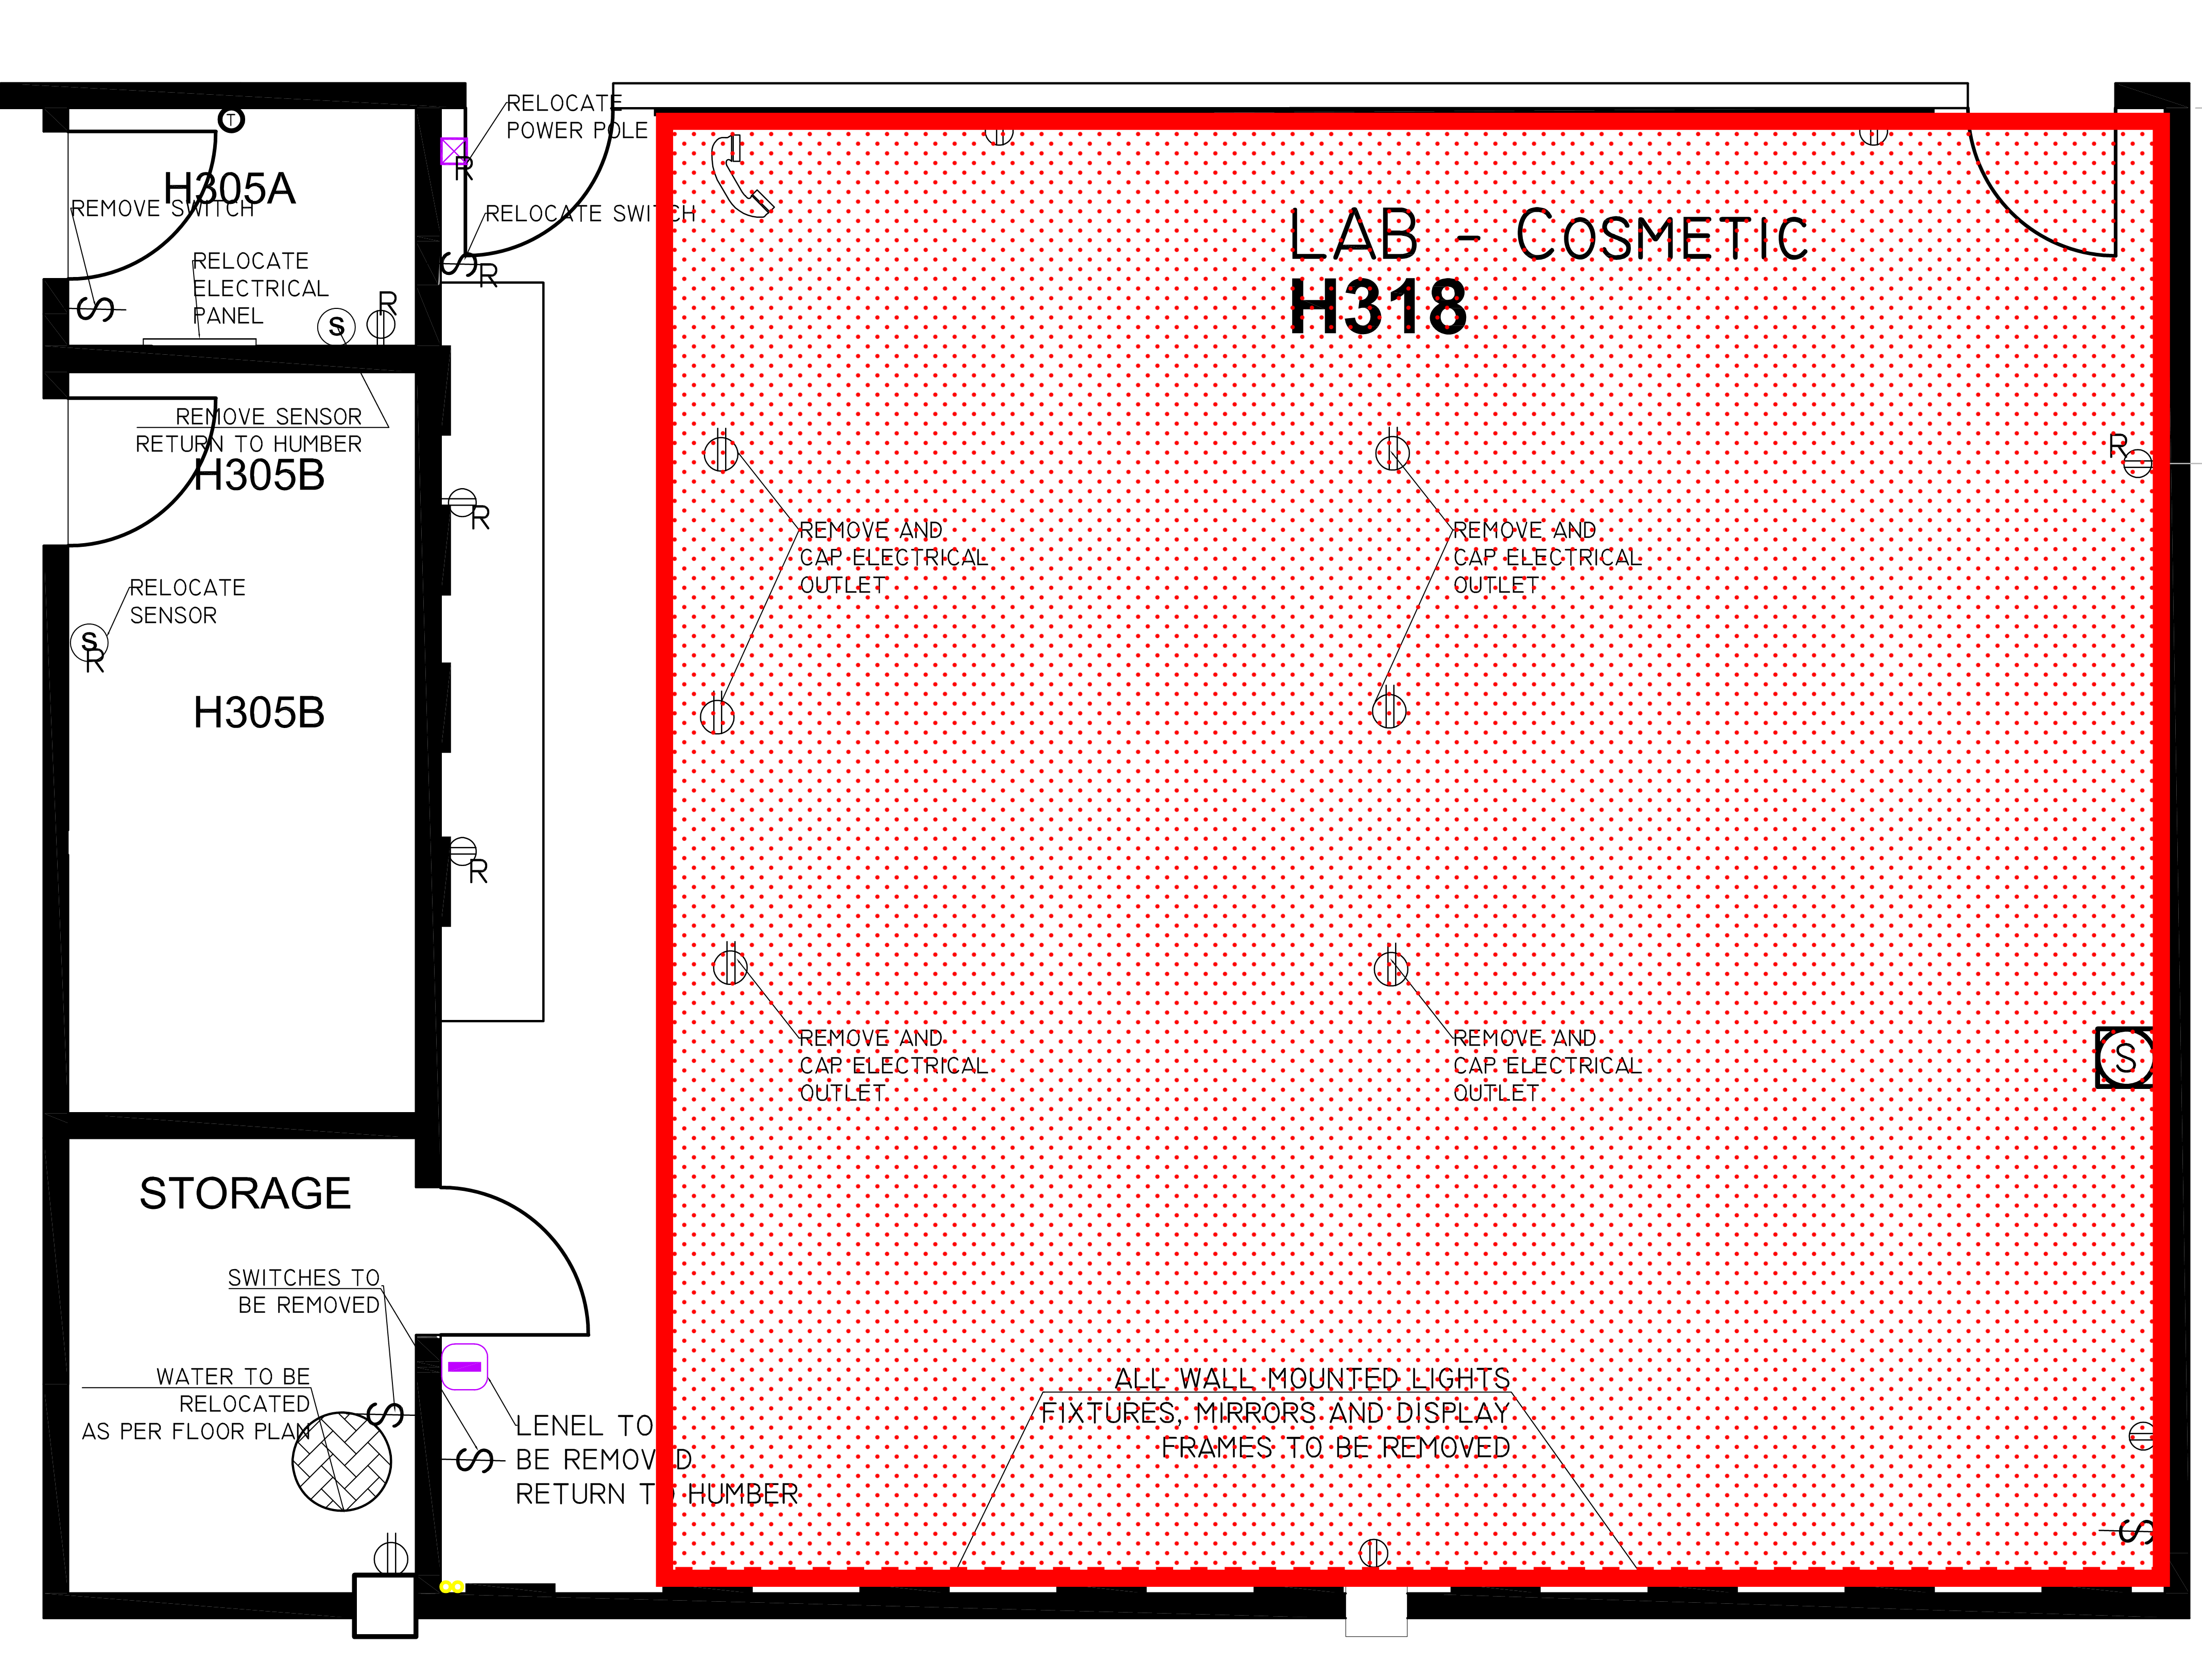 RELOCATE
POWER POLE
R
T
H305A
REMOVE SWITCH
RELOCATE SWITCH
S
R
RELOCATE
ELECTRICAL
PANEL
S
S
R
LAB - COSMETIC
H318
REMOVE SENSOR
RETURN TO HUMBER
H305B
R
R
RELOCATE
SENSOR
S
R
H305B
R
REMOVE AND
CAP ELECTRICAL
OUTLET
REMOVE AND
CAP ELECTRICAL
OUTLET
REMOVE AND
CAP ELECTRICAL
OUTLET
REMOVE AND
CAP ELECTRICAL
OUTLET
S
STORAGE
SWITCHES TO
BE REMOVED
WATER TO BE
RELOCATED
AS PER FLOOR PLAN
S
S
LENEL TO
BE REMOVED
RETURN TO HUMBER
ALL WALL MOUNTED LIGHTS
FIXTURES, MIRRORS AND DISPLAY
FRAMES TO BE REMOVED
S